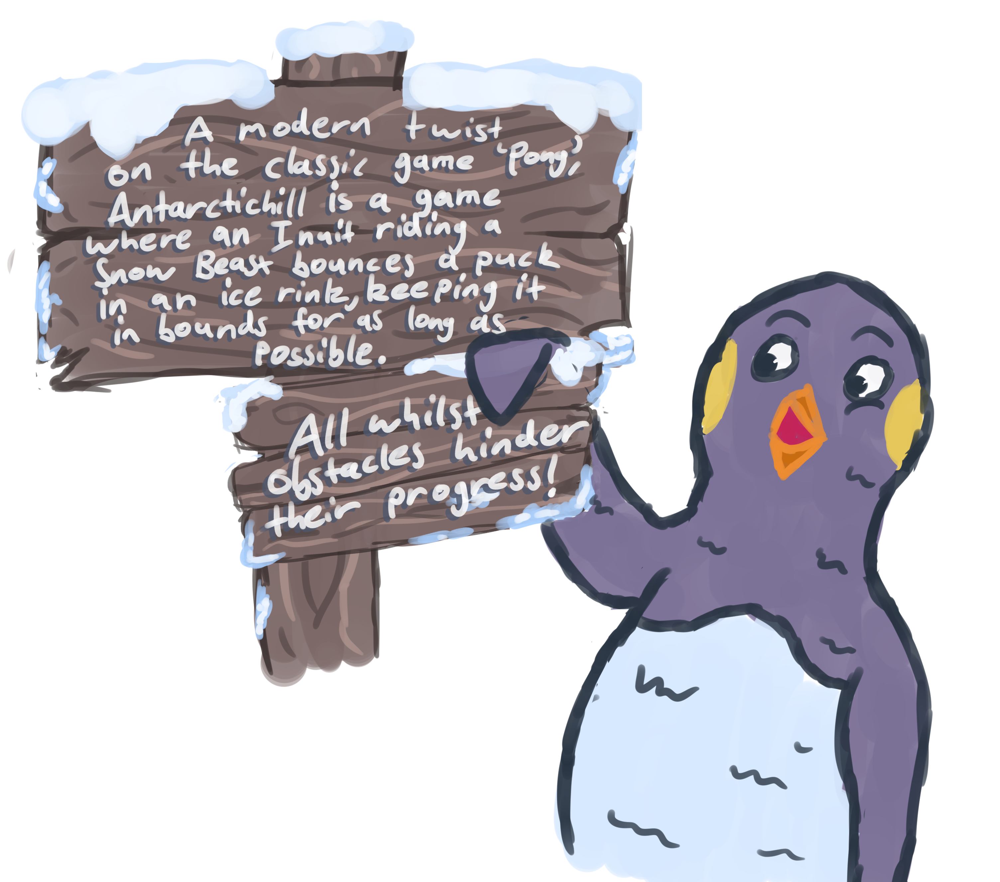 A modern twist
on the classic game 'Pong',
Antarctichill is a game
where an Inuit riding a
Snow Beast bounces a puck
in an ice rink, keeping it
in bounds for as long as
possible.
All whilst
obstacles hinder
their progress!